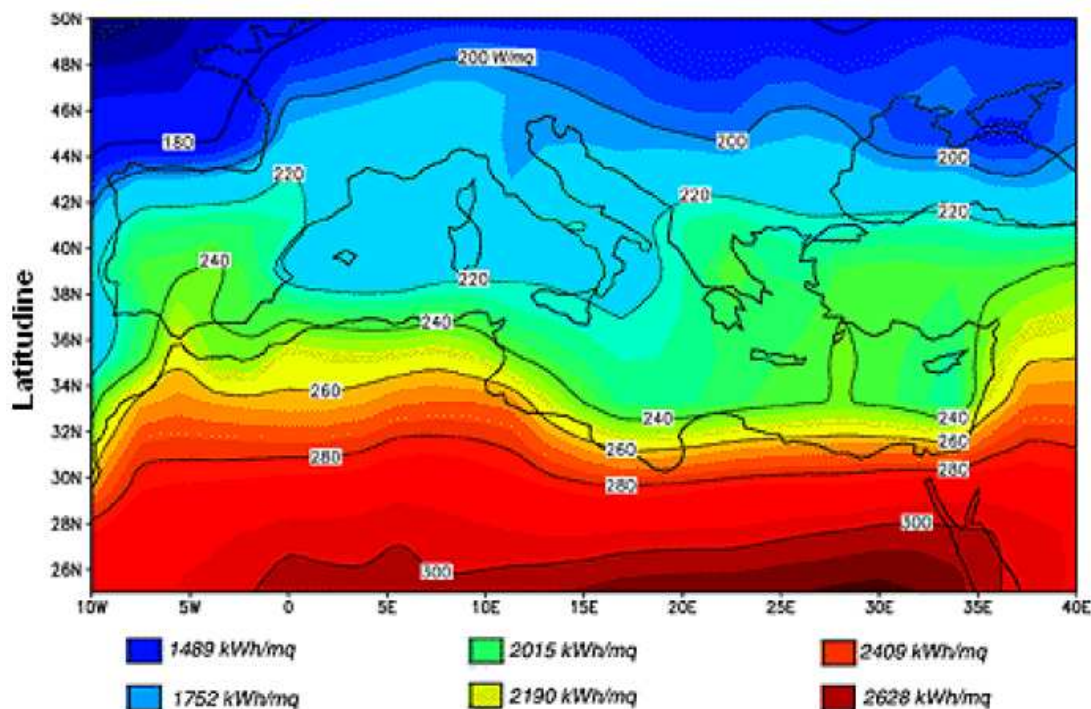 50N
48N
46N
44N
42N
40N
38N
36N
34N
32N
30N
28N
26N
Latitudine
200 W/mq
180
200
200
220
220
220
240
220
240
260
240
240
260
260
280
280
280
300
300
10W 5W 0 5E 10E 15E 20E 25E 30E 35E 40E
1489 kWh/mq 2015 kWh/mq 2409 kWh/mq
1752 kWh/mq 2190 kWh/mq 2628 kWh/mq